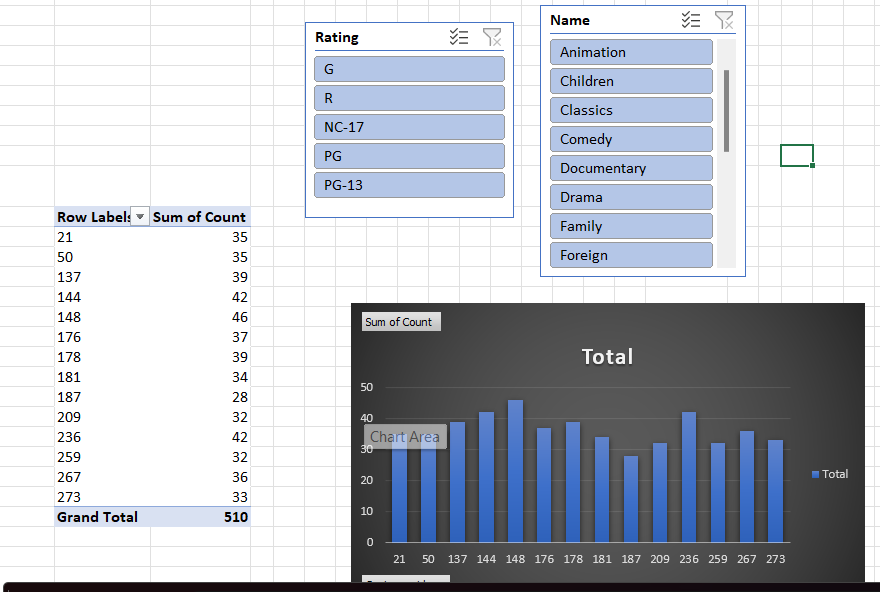 Rating
G
R
NC-17
PG
PG-13
Name
Animation
Children
Classics
Comedy
Documentary
Drama
Family
Foreign
Row Labels Sum of Count
21 35
50 35
137 39
144 42
148 46
176 37
178 39
181 34
187 28
209 32
236 42
259 32
267 36
273 33
Grand Total 510
Sum of Count
Total
50
40
Chart Area
30
20
10
0
21 50 137 144 148 176 178 181 187 209 236 259 267 273
Total